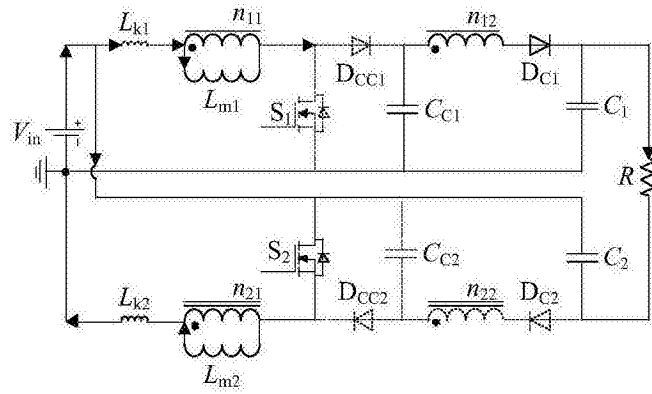 Lk1 n11 n12
Lm1 DCC1 DC1
S1 CC1 C1
Vin + -
R
S2 CC2 C2
Lk2 n21 DCC2 n22 DC2
Lm2